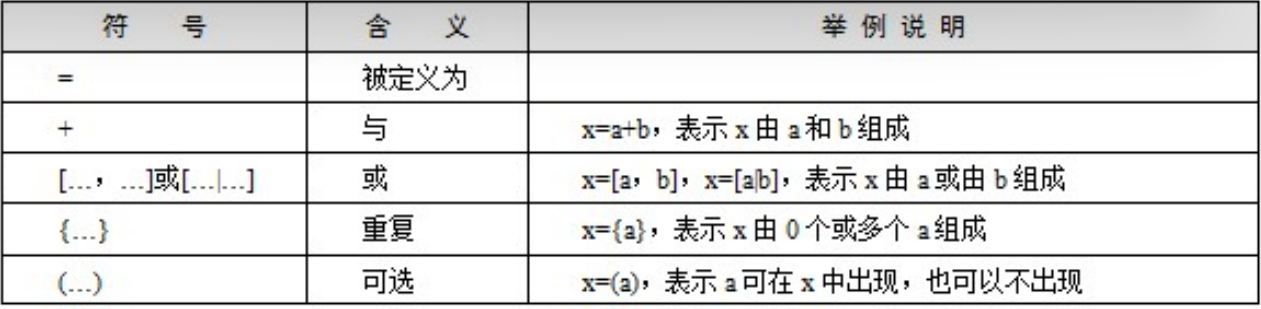 符 号 含 义 举 例 说 明
= 被定义为
+ 与 x=a+b，表示 x 由 a 和 b 组成
[…，…]或[…|…] 或 x=[a，b]，x=[a|b]，表示 x 由 a 或由 b 组成
{…} 重复 x={a}，表示 x 由 0 个或多个 a 组成
(…) 可选 x=(a)，表示 a 可在 x 中出现，也可以不出现